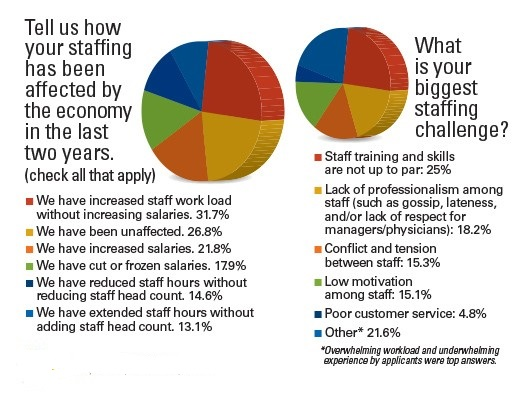 Tell us how
your staffing
has been
affected by
the economy
in the last
two years.
(check all that apply)
We have increased staff work load
without increasing salaries. 31.7%
We have been unaffected. 26.8%
We have increased salaries. 21.8%
We have cut or frozen salaries. 17.9%
We have reduced staff hours without
reducing staff head count. 14.6%
We have extended staff hours without
adding staff head count. 13.1%
What
is your
biggest
staffing
challenge?
Staff training and skills
are not up to par: 25%
Lack of professionalism among
staff (such as gossip, lateness,
and/or lack of respect for
managers/physicians): 18.2%
Conflict and tension
between staff: 15.3%
Low motivation
among staff: 15.1%
Poor customer service: 4.8%
Other* 21.6%
*Overwhelming workload and underwhelming
experience by applicants were top answers.